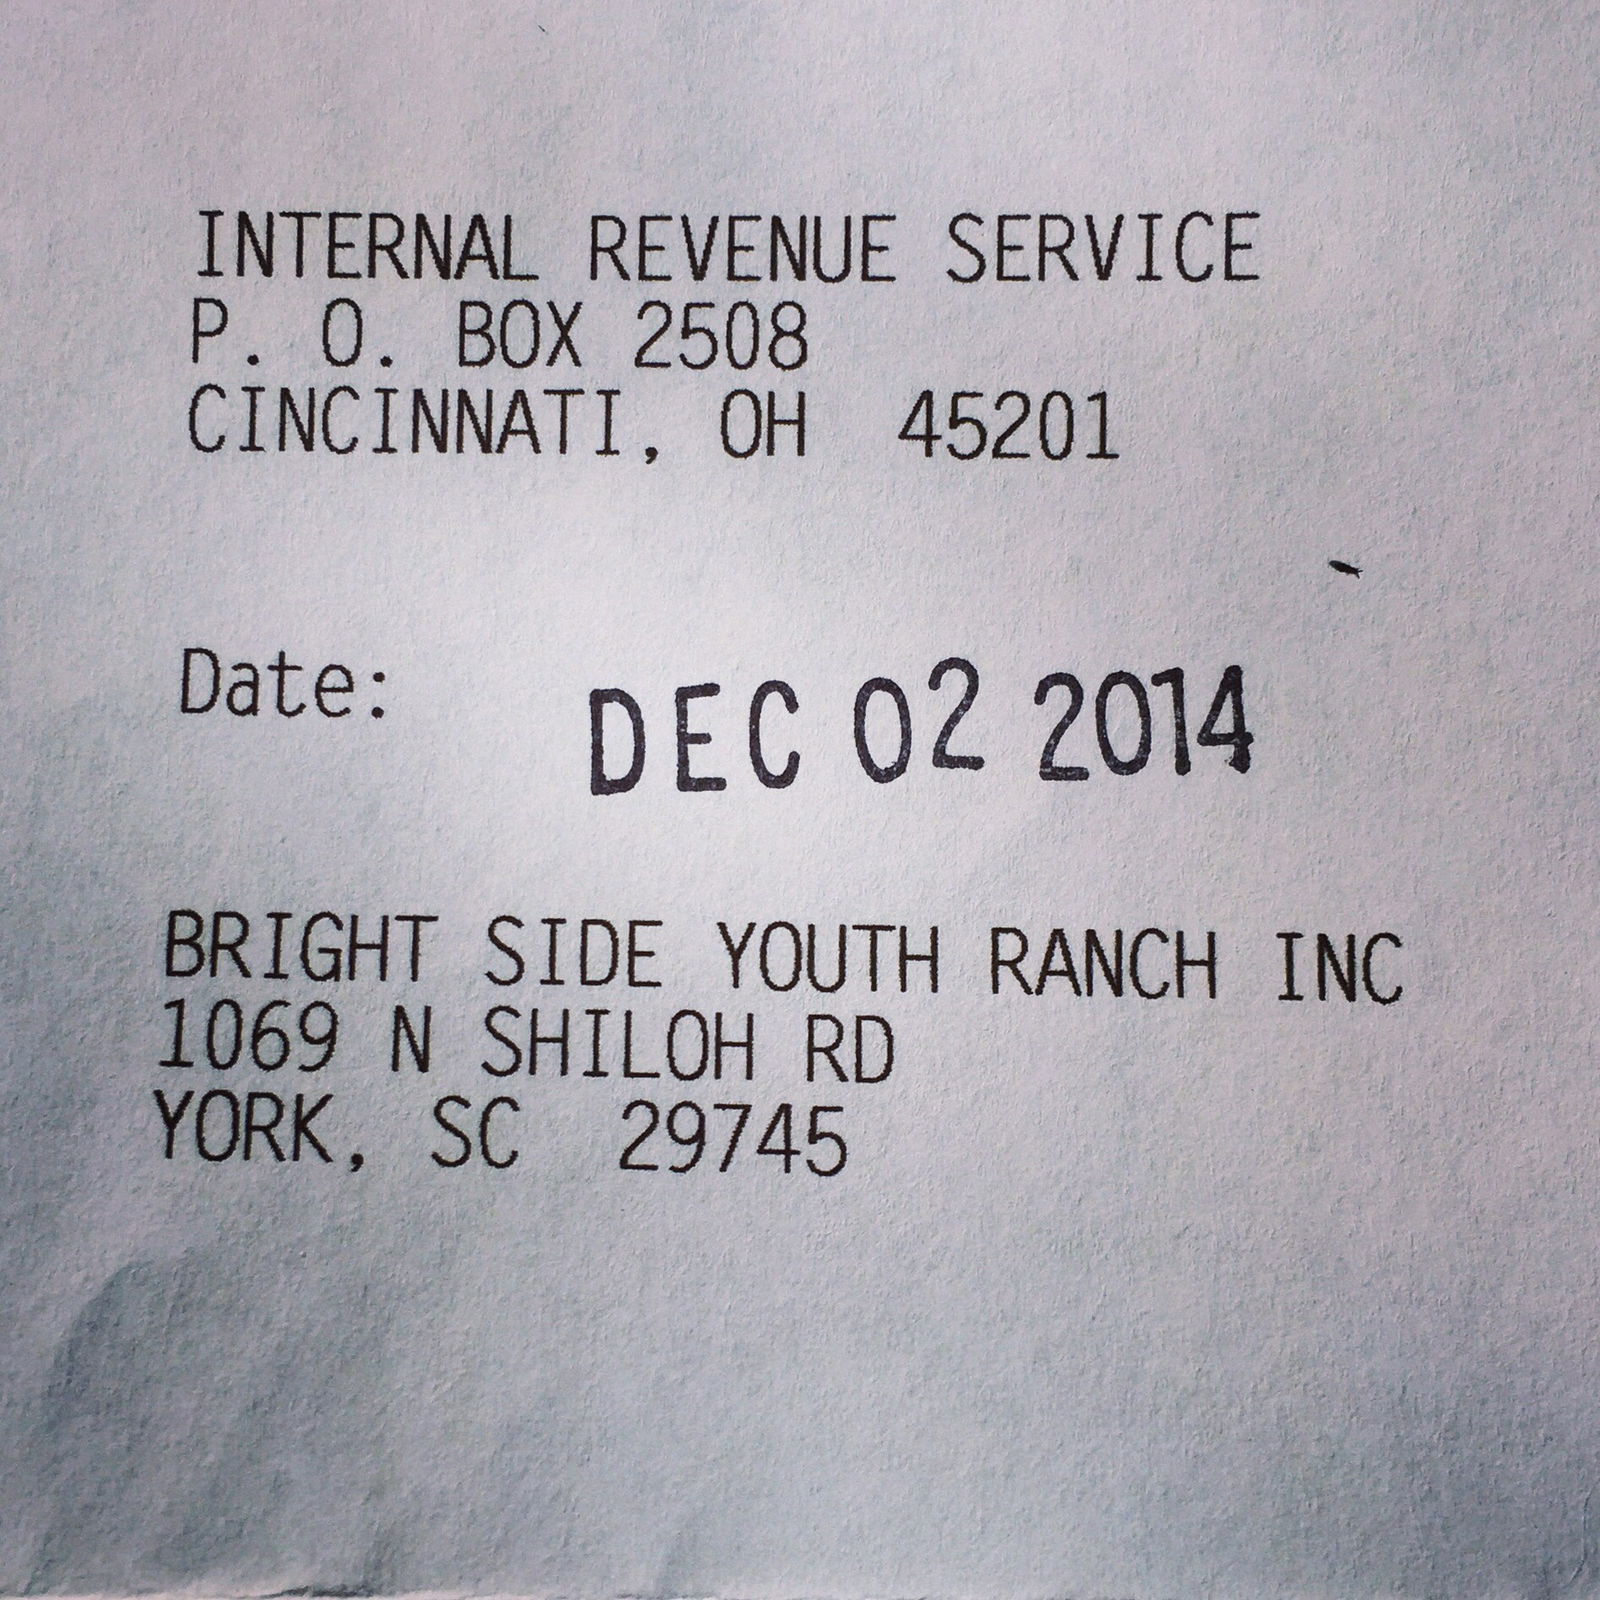 INTERNAL REVENUE SERVICE
P. O. BOX 2508
CINCINNATI, OH  45201
Date: DEC 02 2014
BRIGHT SIDE YOUTH RANCH INC
1069 N SHILOH RD
YORK, SC  29745